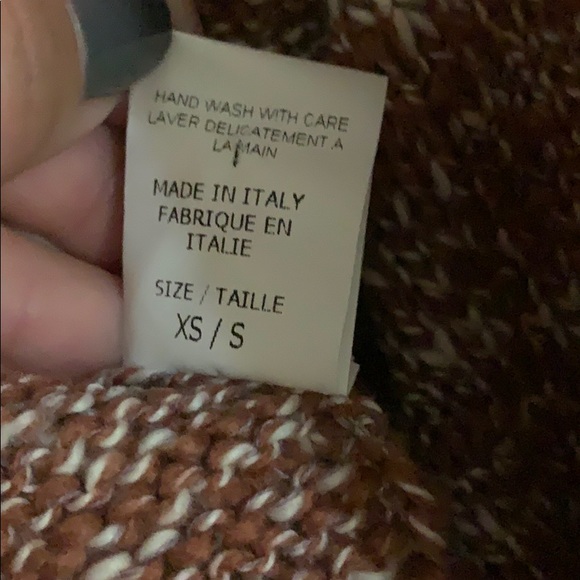 HAND WASH WITH CARE
LAVER DELICATEMENT A
LA MAIN
MADE IN ITALY
FABRIQUE EN
ITALIE
SIZE / TAILLE
XS / S